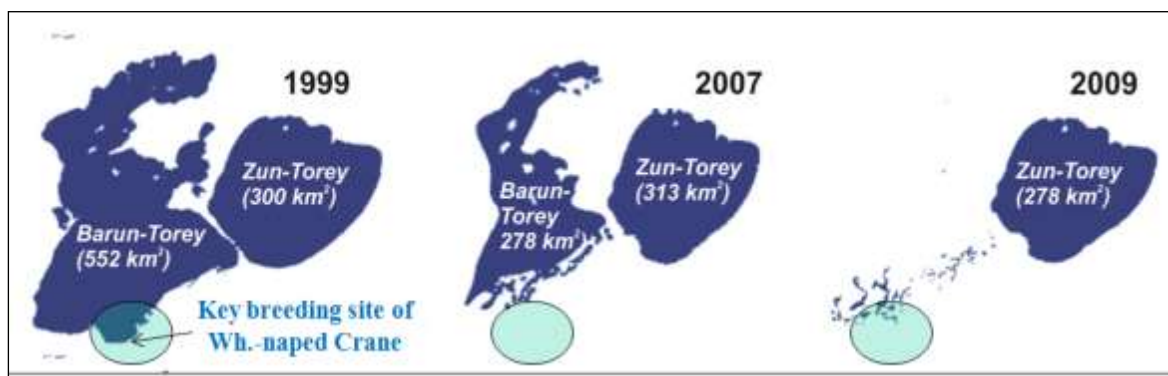 1999
Zun-Torey
(300 km²)
Barun-Torey
(552 km²)
Key breeding site of
Wh.-naped Crane
2007
Zun-Torey
(313 km²)
Barun-
Torey
278 km²)
2009
Zun-Torey
(278 km²)